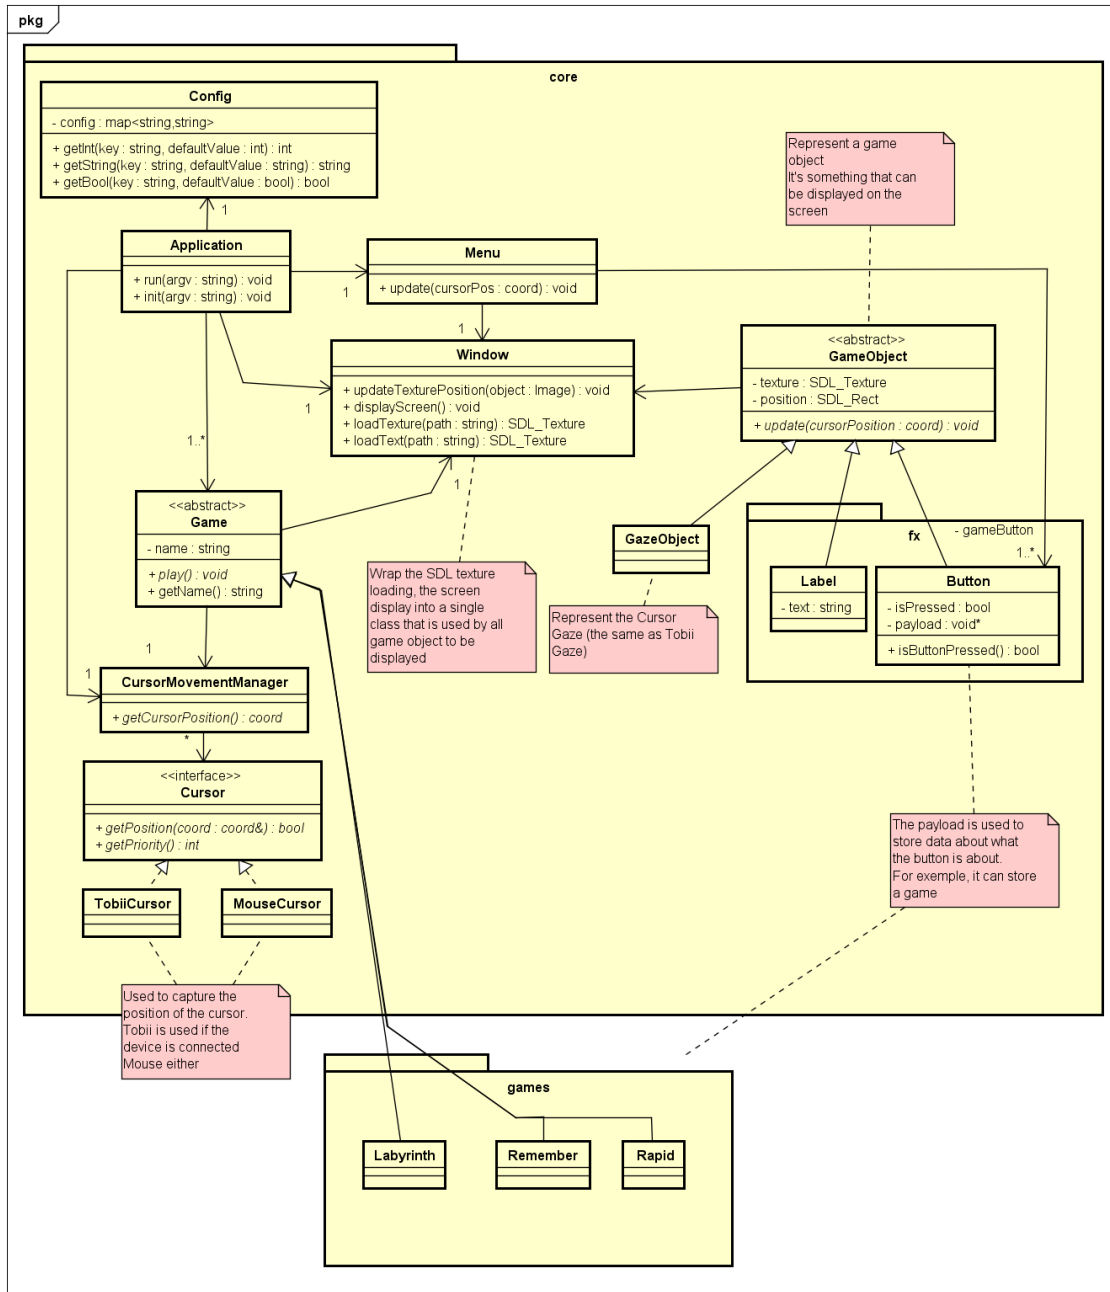 pkg
core
Config
- config : map<string,string>
+ getInt(key : string, defaultValue : int) : int
+ getString(key : string, defaultValue : string) : string
+ getBool(key : string, defaultValue : bool) : bool
1
Represent a game
object
It's something that can
be displayed on the
screen
Application
+ run(argv : string) : void
+ init(argv : string) : void
Menu
+ update(cursorPos : coord) : void
1
1
Window
+ updateTexturePosition(object : Image) : void
+ displayScreen() : void
+ loadTexture(path : string) : SDL_Texture
+ loadText(path : string) : SDL_Texture
1
<<abstract>>
GameObject
- texture : SDL_Texture
- position : SDL_Rect
+ update(cursorPosition : coord) : void
1..*
1
<<abstract>>
Game
- name : string
+ play() : void
+ getName() : string
Wrap the SDL texture
loading, the screen
display into a single
class that is used by all
game object to be
displayed
GazeObject
Represent the Cursor
Gaze (the same as Tobii
Gaze)
fx
- gameButton
1..*
Label
- text : string
Button
- isPressed : bool
- payload : void*
+ isButtonPressed() : bool
1
1
CursorMovementManager
+ getCursorPosition() : coord
*
<<interface>>
Cursor
+ getPosition(coord : coord&) : bool
+ getPriority() : int
TobiiCursor
MouseCursor
The payload is used to
store data about what
the button is about.
For exemple, it can store
a game
Used to capture the
position of the cursor.
Tobii is used if the
device is connected
Mouse either
games
Labyrinth
Remember
Rapid